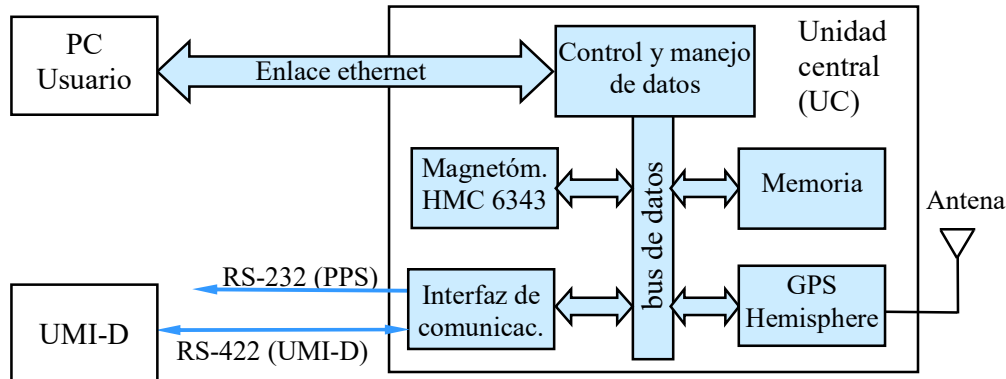 PC
Usuario
Enlace ethernet
Control y manejo
de datos
Unidad
central
(UC)
Magnetóm.
HMC 6343
bus de datos
Memoria
Antena
RS-232 (PPS)
Interfaz de
comunicac.
GPS
Hemisphere
UMI-D
RS-422 (UMI-D)